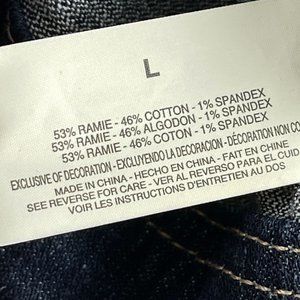 L
53% RAMIE - 46% COTTON - 1% SPANDEX
53% RAMIE - 46% ALGODON - 1% SPANDEX
53% RAMIE - 46% COTON - 1% SPANDEX
EXCLUSIVE OF DECORATION - EXCLUYENDO LA DECORACION - DÉCORATION NON CO
MADE IN CHINA - HECHO EN CHINA - FAIT EN CHINE
SEE REVERSE FOR CARE - VER AL REVERSO PARA EL CUID
VOIR LES INSTRUCTIONS D'ENTRETIEN AU DOS